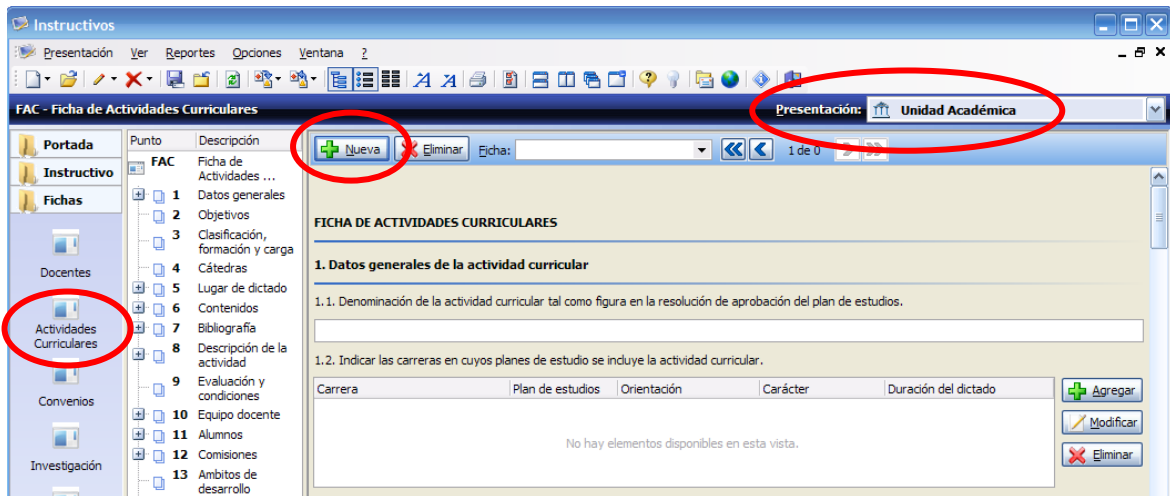 Instructivos
Presentación Ver Reportes Opciones Ventana ?
FAC - Ficha de Actividades Curriculares
Presentación: Unidad Académica
Portada
Instructivo
Fichas
Docentes
Actividades
Curriculares
Convenios
Investigación
Punto Descripción
FAC Ficha de
Actividades ...
1 Datos generales
2 Objetivos
3 Clasificación,
formación y carga
4 Cátedras
5 Lugar de dictado
6 Contenidos
7 Bibliografía
8 Descripción de la
actividad
9 Evaluación y
condiciones
10 Equipo docente
11 Alumnos
12 Comisiones
13 Ambitos de
desarrollo
Nueva Eliminar Ficha: 1 de 0
FICHA DE ACTIVIDADES CURRICULARES
1. Datos generales de la actividad curricular
1.1. Denominación de la actividad curricular tal como figura en la resolución de aprobación del plan de estudios.
1.2. Indicar las carreras en cuyos planes de estudio se incluye la actividad curricular.
Carrera Plan de estudios Orientación Carácter Duración del dictado
No hay elementos disponibles en esta vista.
Agregar
Modificar
Eliminar